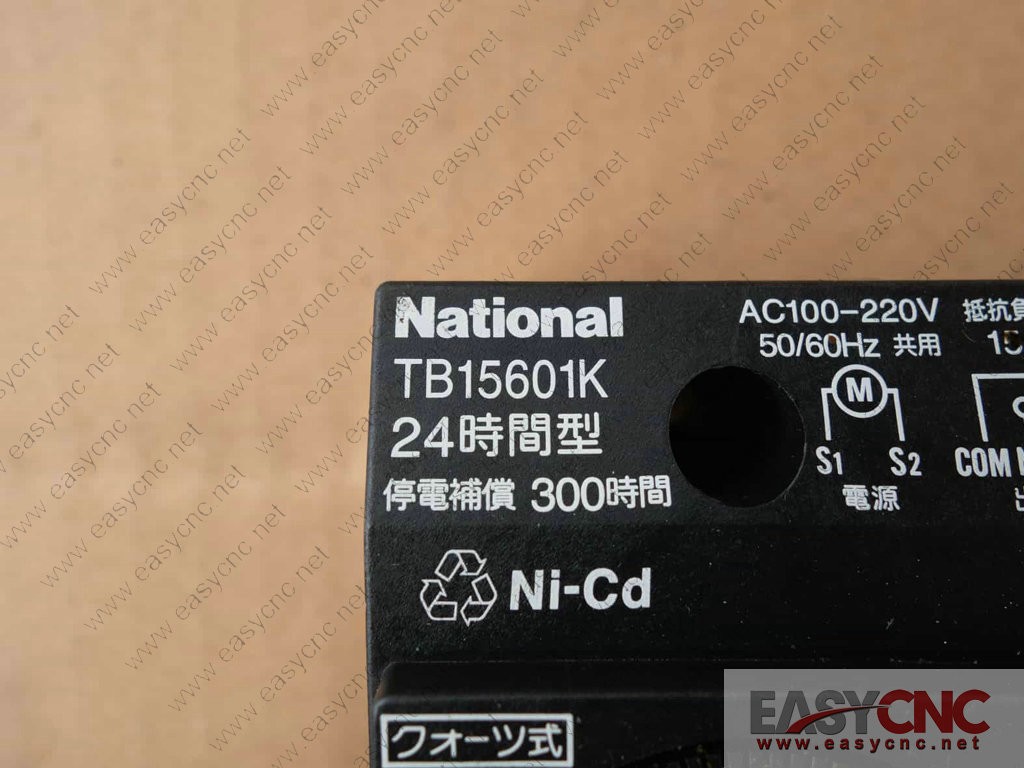 National
TB15601K
24時間型
停電補償 300時間
Ni-Cd
クォーツ式
AC100-220V
50/60Hz 共用
M
S1 S2
電源
抵抗負
15
COM
EASYCNC
www.easycnc.net
www.easycnc.net